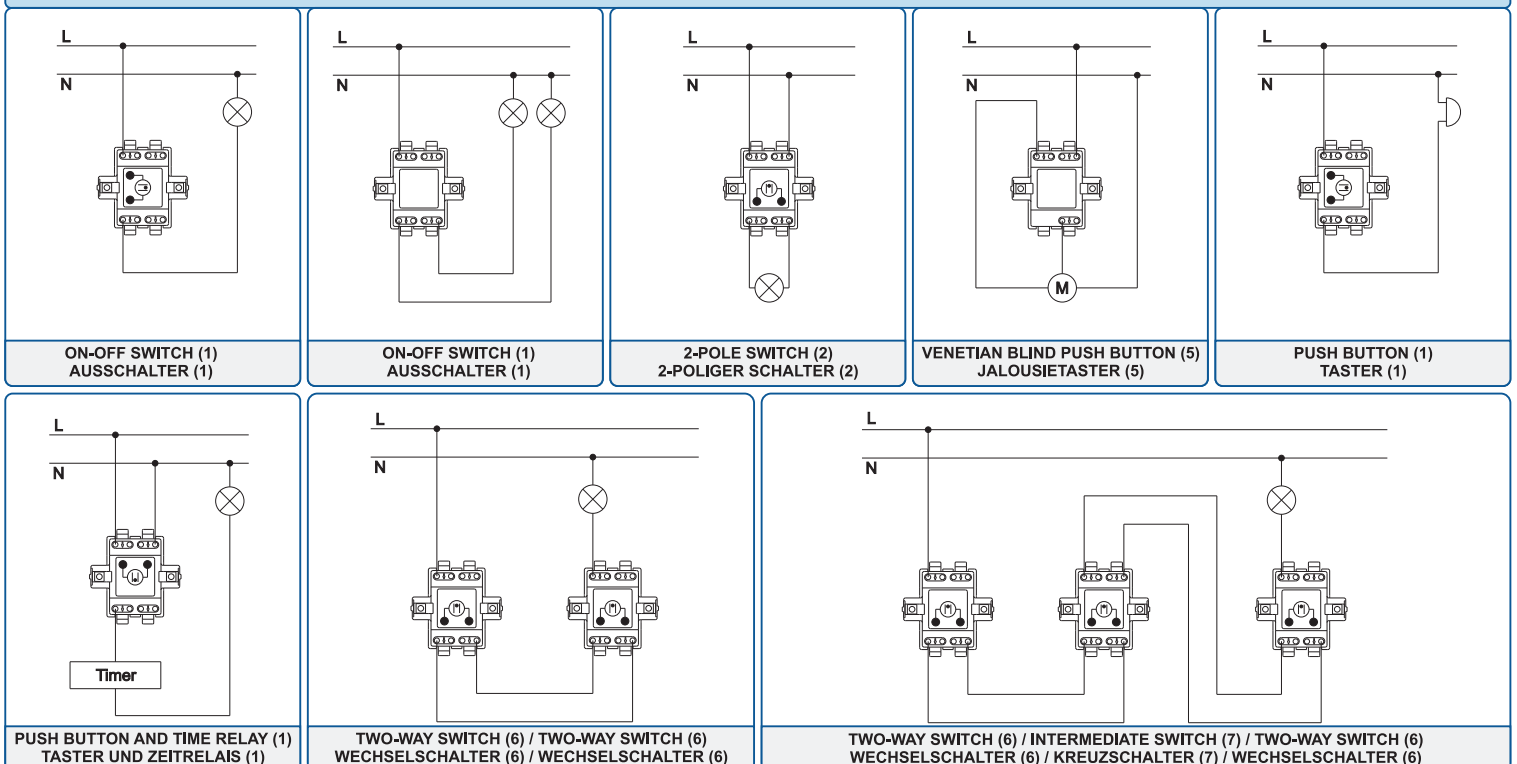 L
N
ON-OFF SWITCH (1)
AUSSCHALTER (1)
L
N
ON-OFF SWITCH (1)
AUSSCHALTER (1)
L
N
2-POLE SWITCH (2)
2-POLIGER SCHALTER (2)
L
N
M
VENETIAN BLIND PUSH BUTTON (5)
JALOUSIETASTER (5)
L
N
PUSH BUTTON (1)
TASTER (1)
L
N
Timer
PUSH BUTTON AND TIME RELAY (1)
TASTER UND ZEITRELAIS (1)
L
N
TWO-WAY SWITCH (6) / TWO-WAY SWITCH (6)
WECHSELSCHALTER (6) / WECHSELSCHALTER (6)
L
N
TWO-WAY SWITCH (6) / INTERMEDIATE SWITCH (7) / TWO-WAY SWITCH (6)
WECHSELSCHALTER (6) / KREUZSCHALTER (7) / WECHSELSCHALTER (6)